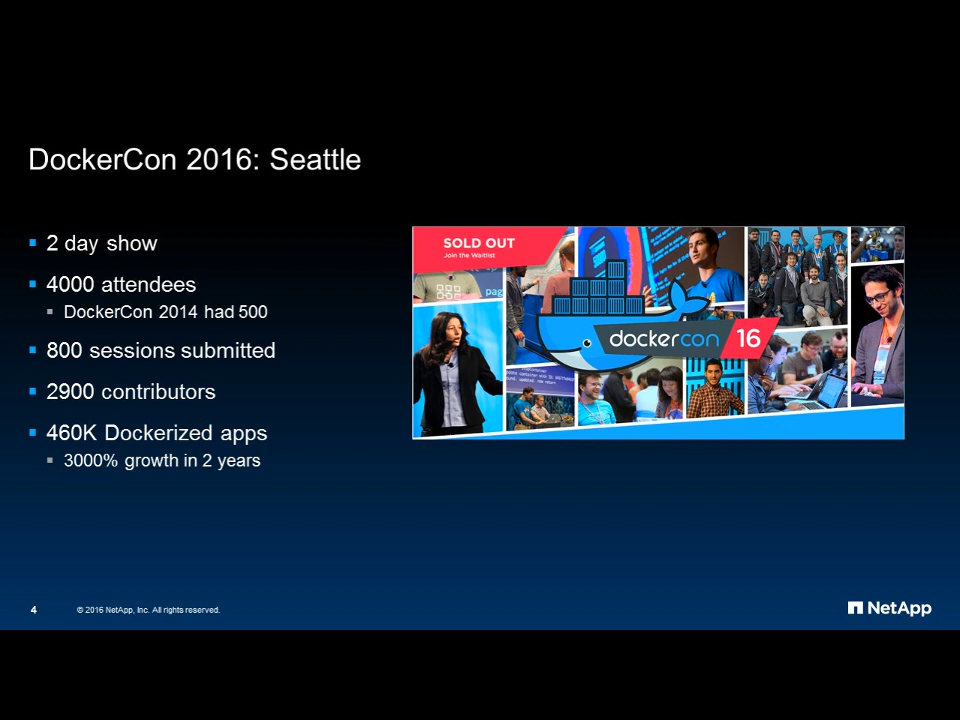 DockerCon 2016: Seattle
2 day show
4000 attendees
DockerCon 2014 had 500
800 sessions submitted
2900 contributors
460K Dockerized apps
3000% growth in 2 years
SOLD OUT
Join the Waitlist
pag
dockercon 16
4
© 2016 NetApp, Inc. All rights reserved.
NetApp